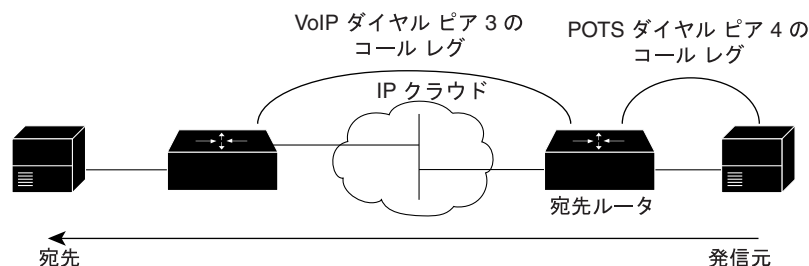 VoIP ダイヤル ピア 3 の
コール レグ
POTS ダイヤル ピア 4 の
コール レグ
IP クラウド
宛先ルータ
宛先
発信元